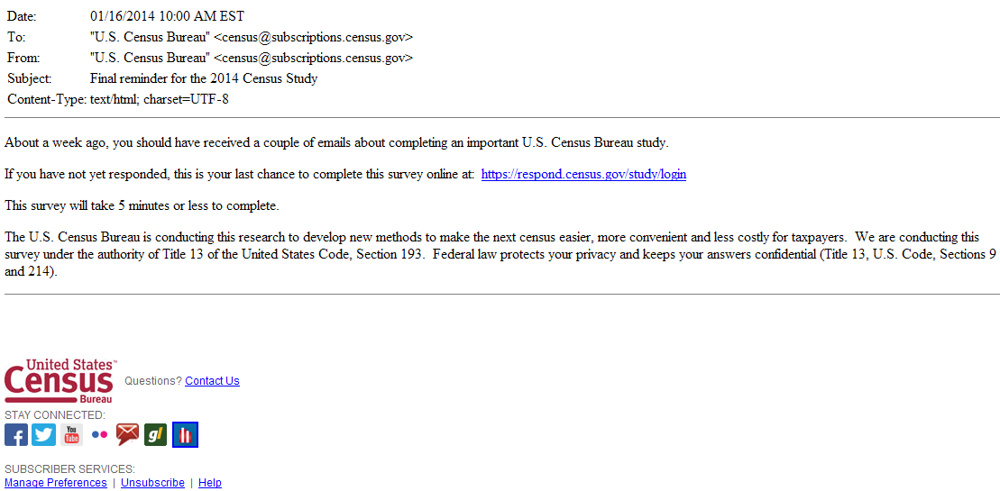 Date: 01/16/2014 10:00 AM EST
To: "U.S. Census Bureau" <census@subscriptions.census.gov>
From: "U.S. Census Bureau" <census@subscriptions.census.gov>
Subject: Final reminder for the 2014 Census Study
Content-Type: text/html; charset=UTF-8
About a week ago, you should have received a couple of emails about completing an important U.S. Census Bureau study.
If you have not yet responded, this is your last chance to complete this survey online at: https://respond.census.gov/study/login
This survey will take 5 minutes or less to complete.
The U.S. Census Bureau is conducting this research to develop new methods to make the next census easier, more convenient and less costly for taxpayers. We are conducting this
survey under the authority of Title 13 of the United States Code, Section 193. Federal law protects your privacy and keeps your answers confidential (Title 13, U.S. Code, Sections 9
and 214).
United States™
Census
Bureau
Questions? Contact Us
STAY CONNECTED:
f You Tube gl
SUBSCRIBER SERVICES:
Manage Preferences | Unsubscribe | Help